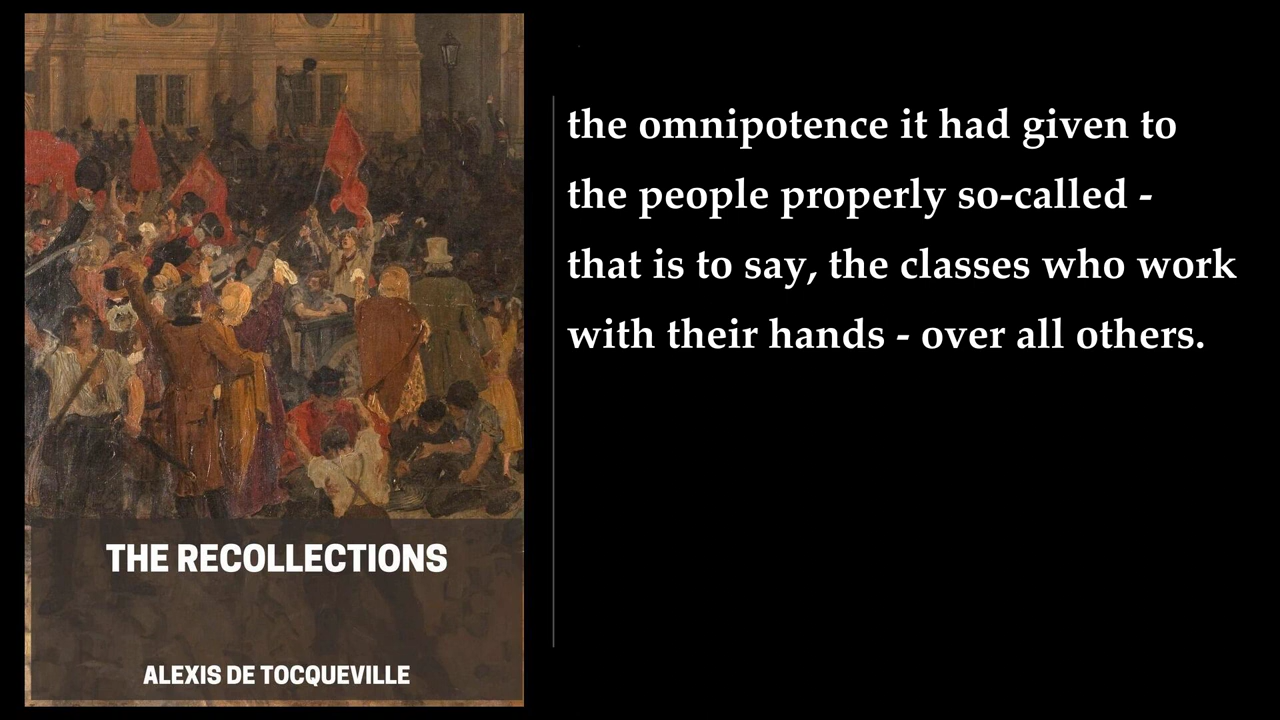 the omnipotence it had given to
the people properly so-called -
that is to say, the classes who work
with their hands - over all others.
THE RECOLLECTIONS
ALEXIS DE TOCQUEVILLE